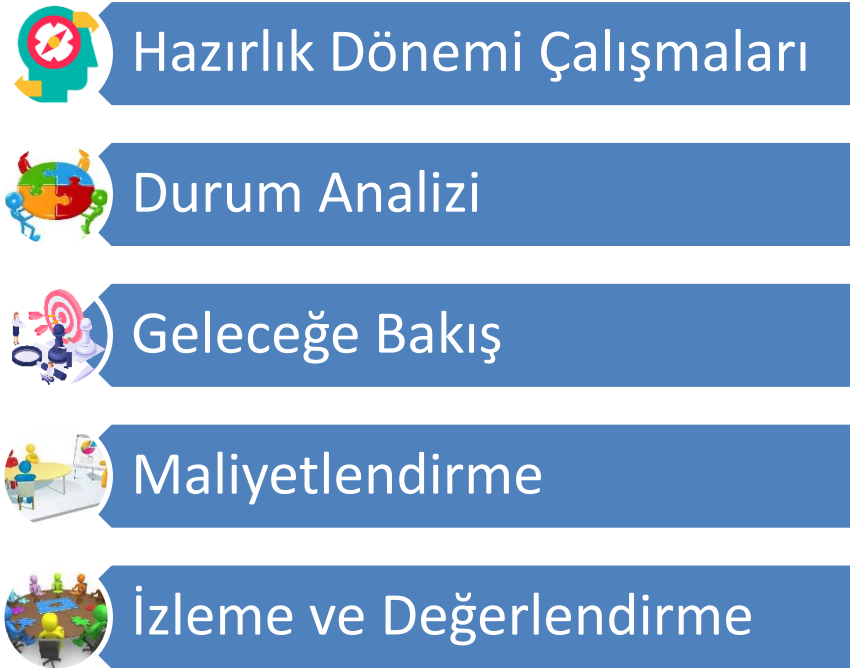 Hazırlık Dönemi Çalışmaları
Durum Analizi
Geleceğe Bakış
Maliyetlendirme
İzleme ve Değerlendirme